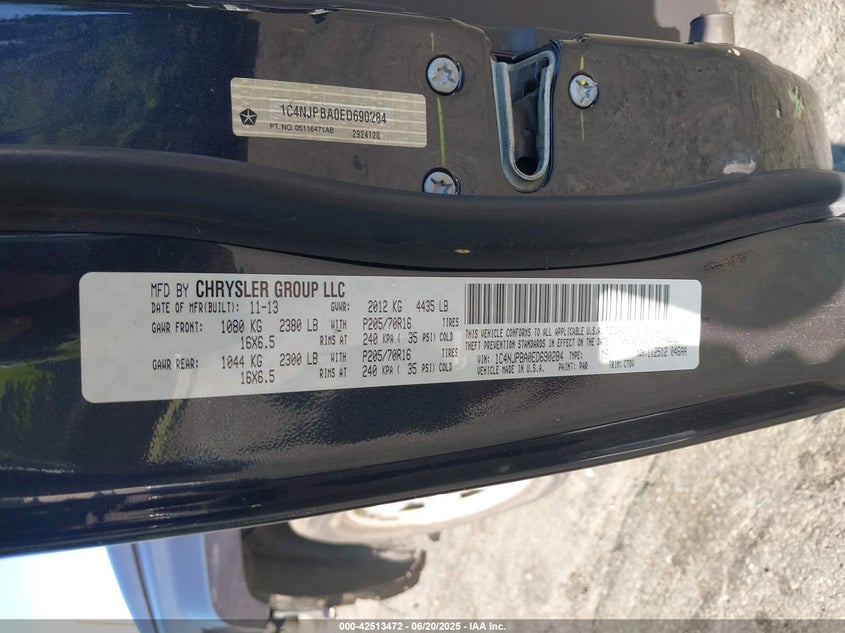 1C4NJPBA0ED690284
PT. NO. 05116471AB 2924120
MFD BY CHRYSLER GROUP LLC
DATE OF MFR(BUILT): 11-13 GVWR: 2012 KG 4435 LB
GAWR FRONT: 1080 KG 2380 LB WITH P205/70R16 TIRES
16X6.5 RIMS AT 240 KPA ( 35 PSI) COLD
GAWR REAR: 1044 KG 2300 LB WITH P205/70R16 TIRES
16X6.5 RIMS AT 240 KPA ( 35 PSI) COLD
THIS VEHICLE CONFORMS TO ALL APPLICABLE U.S.A.
THEFT PREVENTION STANDARDS IN EFFECT ON THE
VIN: 1C4NJPBA0ED690284 TYPE:
VEHICLE MADE IN U.S.A. PAINT: PAR TRIM:
000-42513472 — 06/20/2025 — IAA Inc.